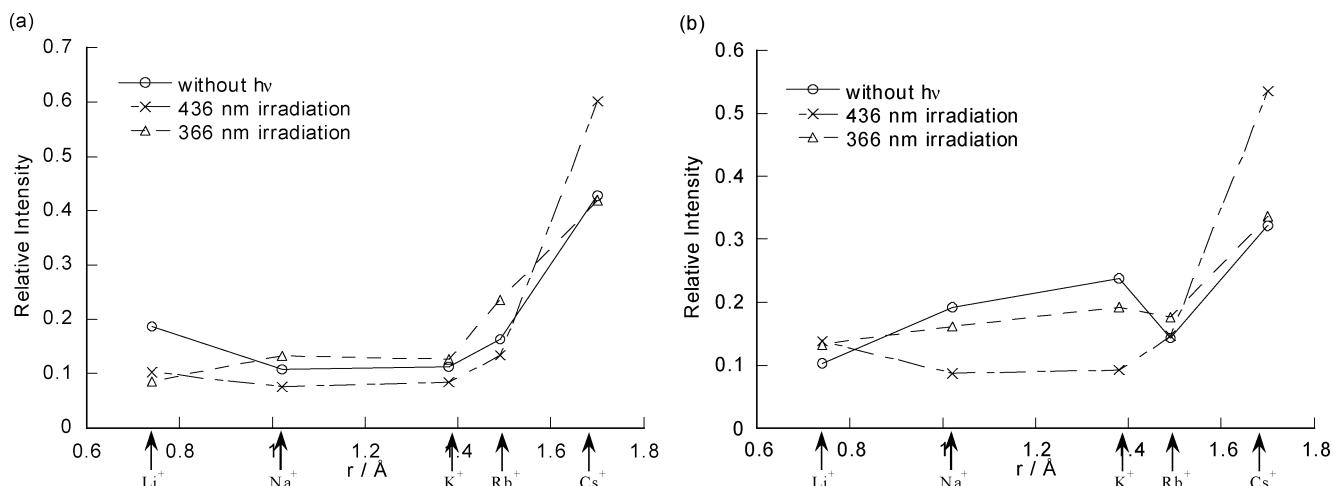 (a)
0.7
0.6
0.5
0.4
0.3
0.2
0.1
0
Relative Intensity
without hν
436 nm irradiation
366 nm irradiation
0.6 0.8 1.2 1.4 1.6 1.8
r / Å
Li⁺ Na⁺ K⁺ Rb⁺ Cs⁺
(b)
0.6
0.5
0.4
0.3
0.2
0.1
0
Relative Intensity
without hν
436 nm irradiation
366 nm irradiation
0.6 0.8 1.2 1.4 1.6 1.8
r / Å
Li⁺ Na⁺ K⁺ Rb⁺ Cs⁺